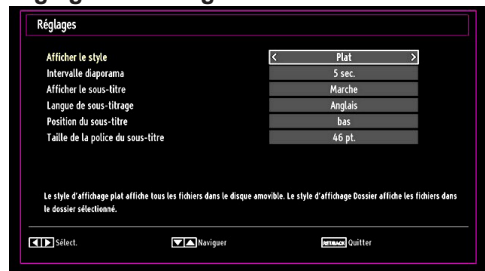 Réglages
Afficher le style < Plat >
Intervalle diaporama 5 sec.
Afficher le sous-titre Marche
Langue de sous-titrage Anglais
Position du sous-titre bas
Taille de la police du sous-titre 46 pt.
Le style d'affichage plat affiche tous les fichiers dans le disque amovible. Le style d'affichage Dossier affiche les fichiers dans
le dossier sélectionné.
Sélect. Naviguer RET/BACK Quitter